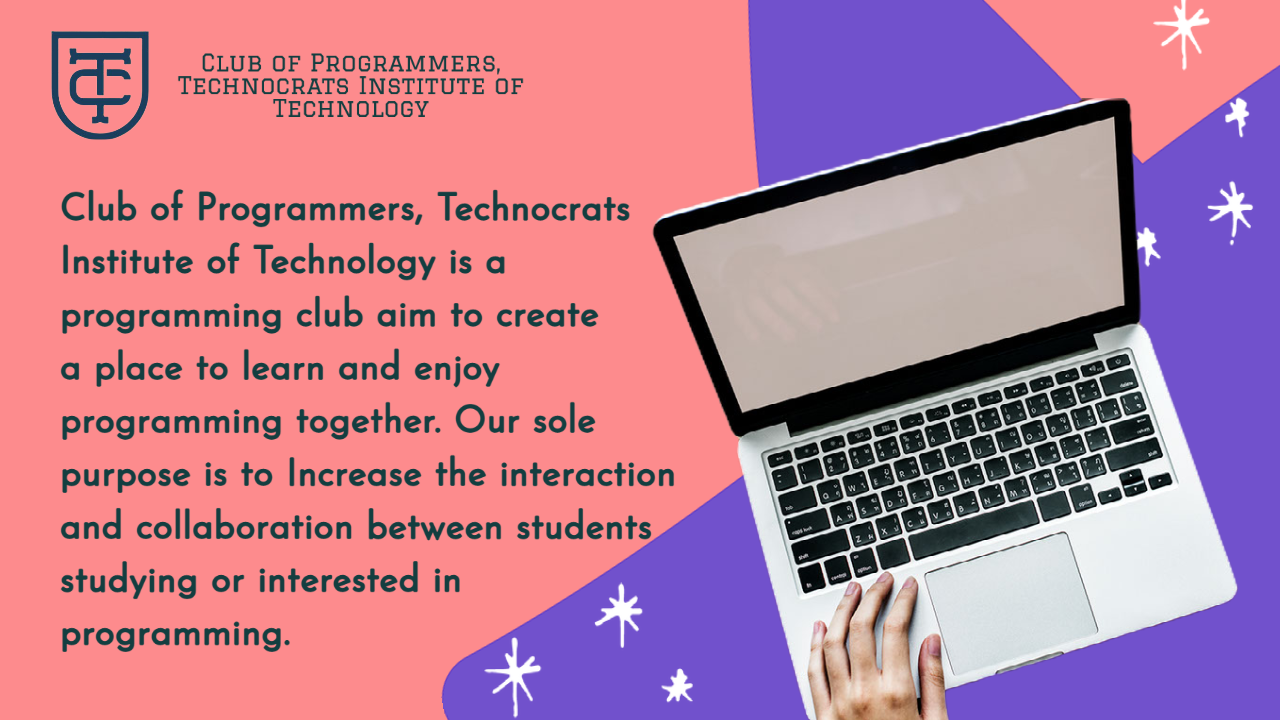 TC
Club of Programmers,
Technocrats Institute of
Technology
Club of Programmers, Technocrats
Institute of Technology is a
programming club aim to create
a place to learn and enjoy
programming together. Our sole
purpose is to Increase the interaction
and collaboration between students
studying or interested in
programming.